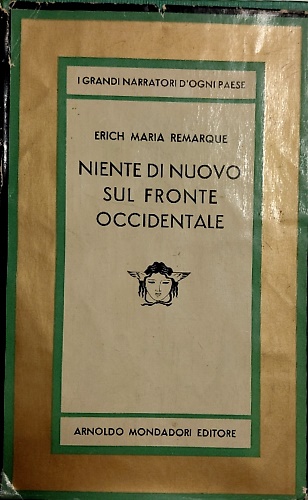 I GRANDI NARRATORI D'OGNI PAESE
ERICH MARIA REMARQUE
NIENTE DI NUOVO
SUL FRONTE
OCCIDENTALE
ARNOLDO MONDADORI EDITORE